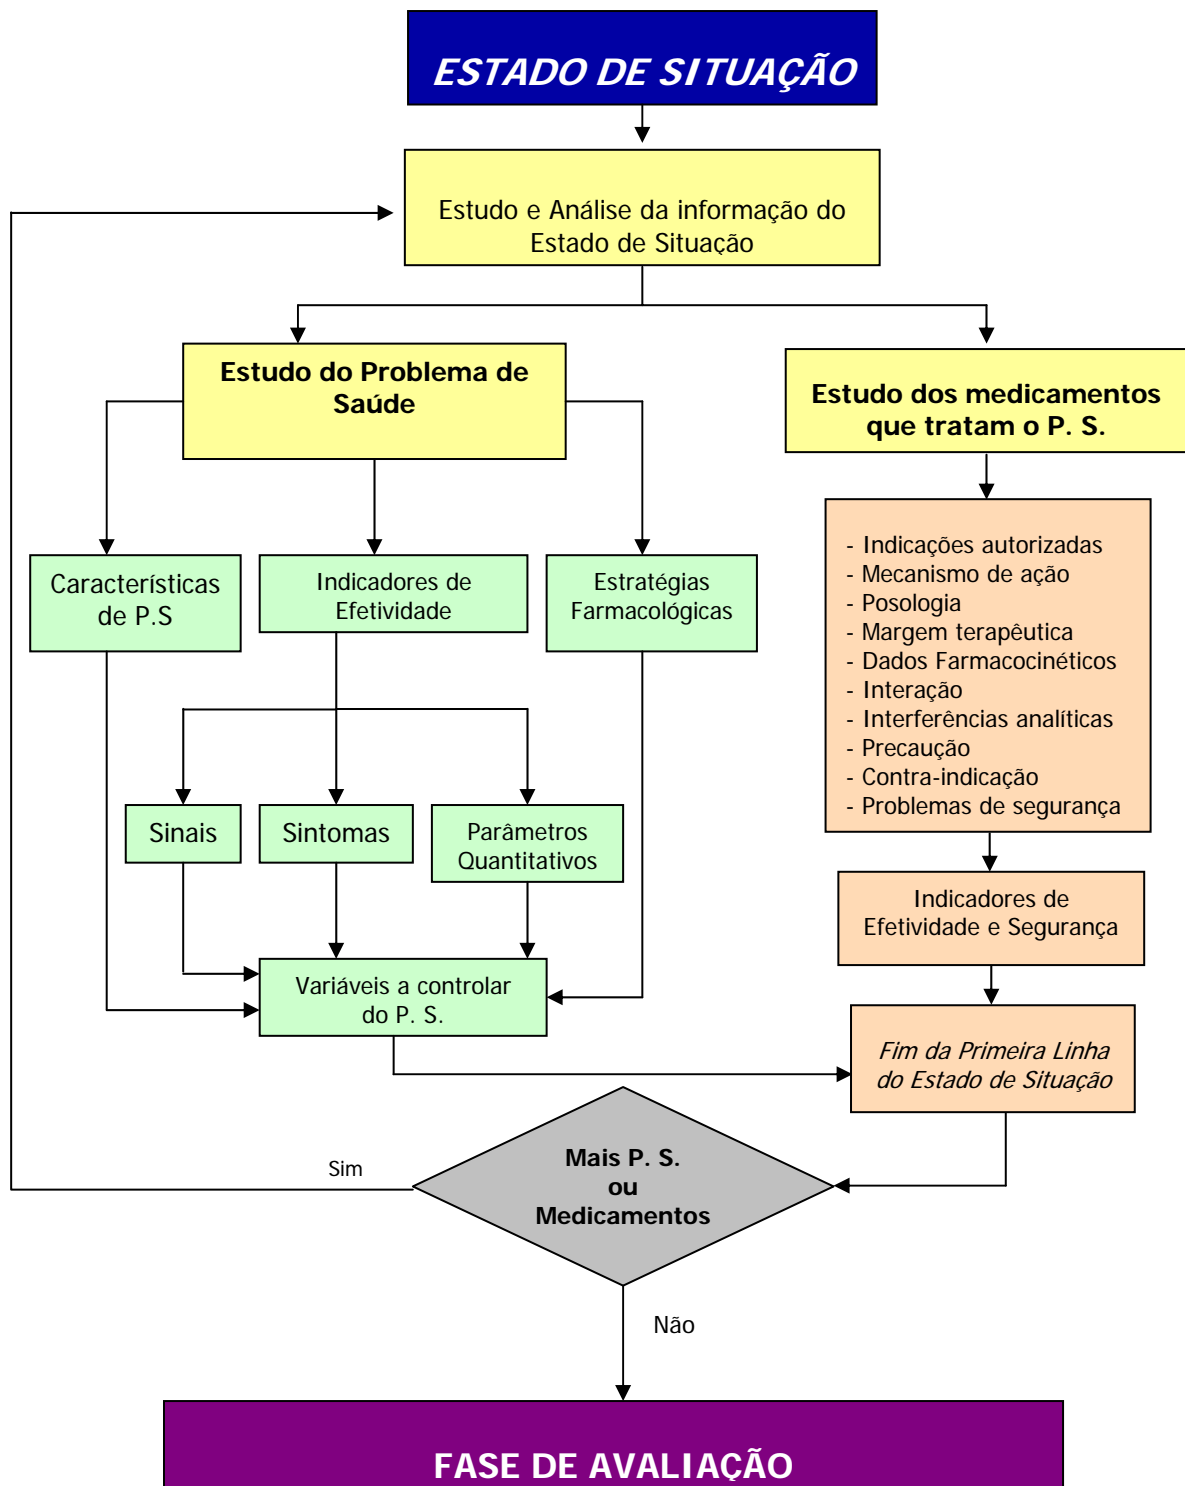 ESTADO DE SITUAÇÃO
Estudo e Análise da informação do
Estado de Situação
Estudo do Problema de
Saúde
Estudo dos medicamentos
que tratam o P. S.
Características
de P.S
Indicadores de
Efetividade
Estratégias
Farmacológicas
- Indicações autorizadas
- Mecanismo de ação
- Posologia
- Margem terapêutica
- Dados Farmacocinéticos
- Interação
- Interferências analíticas
- Precaução
- Contra-indicação
- Problemas de segurança
Sinais
Sintomas
Parâmetros
Quantitativos
Indicadores de
Efetividade e Segurança
Variáveis a controlar
do P. S.
Fim da Primeira Linha
do Estado de Situação
Sim
Mais P. S.
ou
Medicamentos
Não
FASE DE AVALIAÇÃO